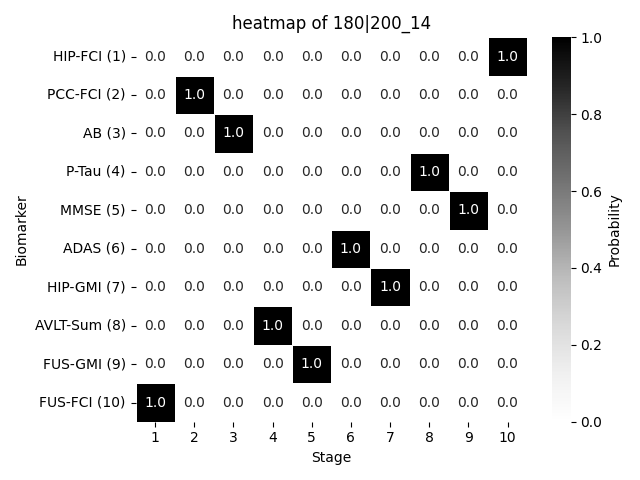 heatmap of 180|200_14
HIP-FCI (1) 0.0 0.0 0.0 0.0 0.0 0.0 0.0 0.0 0.0 1.0
PCC-FCI (2) 0.0 1.0 0.0 0.0 0.0 0.0 0.0 0.0 0.0 0.0
AB (3) 0.0 0.0 1.0 0.0 0.0 0.0 0.0 0.0 0.0 0.0
P-Tau (4) 0.0 0.0 0.0 0.0 0.0 0.0 0.0 1.0 0.0 0.0
MMSE (5) 0.0 0.0 0.0 0.0 0.0 0.0 0.0 0.0 1.0 0.0
ADAS (6) 0.0 0.0 0.0 0.0 0.0 1.0 0.0 0.0 0.0 0.0
HIP-GMI (7) 0.0 0.0 0.0 0.0 0.0 0.0 1.0 0.0 0.0 0.0
AVLT-Sum (8) 0.0 0.0 0.0 1.0 0.0 0.0 0.0 0.0 0.0 0.0
FUS-GMI (9) 0.0 0.0 0.0 0.0 1.0 0.0 0.0 0.0 0.0 0.0
FUS-FCI (10) 1.0 0.0 0.0 0.0 0.0 0.0 0.0 0.0 0.0 0.0
1 2 3 4 5 6 7 8 9 10
Stage
Biomarker
1.0
0.8
0.6
0.4
0.2
0.0
Probability